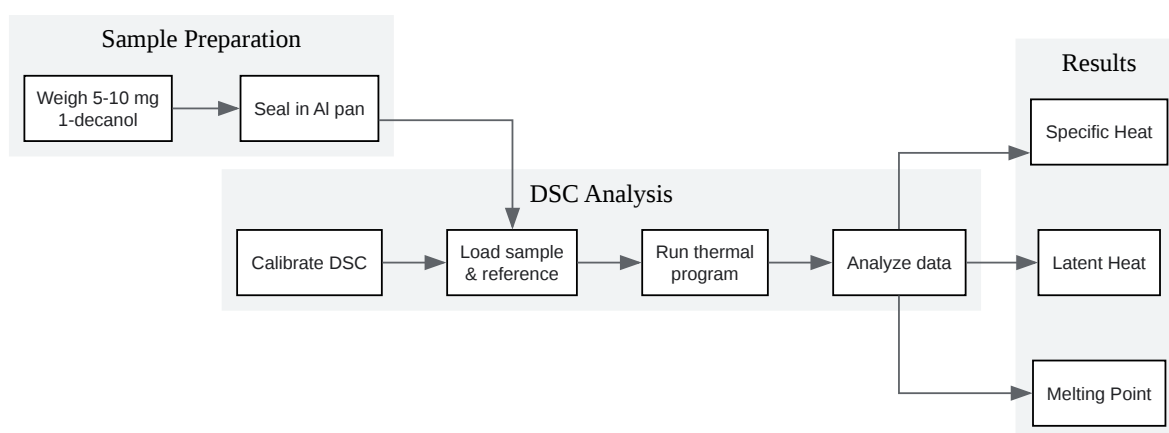 Sample Preparation
Weigh 5-10 mg
1-decanol
Seal in Al pan
DSC Analysis
Calibrate DSC
Load sample
& reference
Run thermal
program
Analyze data
Results
Specific Heat
Latent Heat
Melting Point